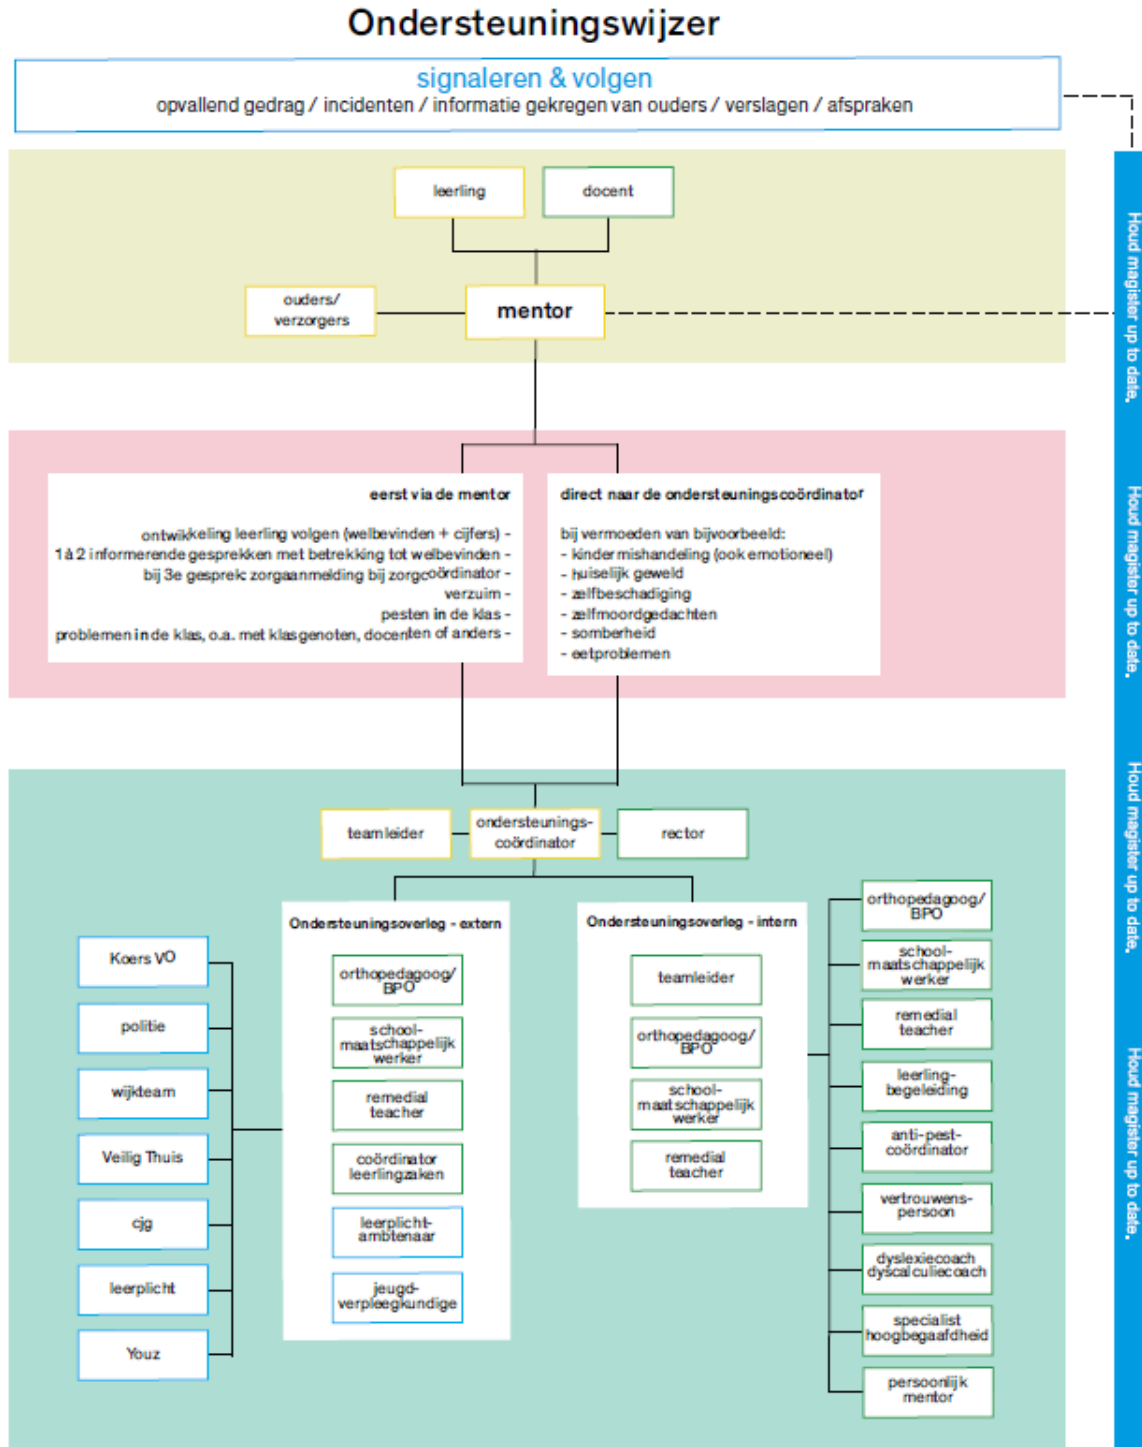 Ondersteuningswijzer
signaleren & volgen
opvallend gedrag / incidenten / informatie gekregen van ouders / verslagen / afspraken
leerling
docent
ouders/
verzorgers
mentor
eerst via de mentor
ontwikkeling leerling volgen (welbevinden + cijfers) -
1 à 2 informerende gesprekken met betrekking tot welbevinden -
bij 3e gesprek: zorgaanmelding bij zorgcoördinator -
verzuim -
pesten in de klas -
problemen in de klas, o.a. met klasgenoten, docenten of anders -
direct naar de ondersteuningscoördinator
bij vermoeden van bijvoorbeeld:
- kindermishandeling (ook emotioneel)
- huiselijk geweld
- zelfbeschadiging
- zelfmoordgedachten
- somberheid
- eetproblemen
teamleider
ondersteunings-
coördinator
rector
Ondersteuningsoverleg - extern
orthopedagoog/
BPO
school-
maatschappelijk
werker
remedial
teacher
coördinator
leerlingzaken
leerplicht-
ambtenaar
jeugd-
verpleegkundige
Koers VO
politie
wijkteam
Veilig Thuis
cjg
leerplicht
Youz
Ondersteuningsoverleg - intern
teamleider
orthopedagoog/
BPO
school-
maatschappelijk
werker
remedial
teacher
orthopedagoog/
BPO
school-
maatschappelijk
werker
remedial
teacher
leerling-
begeleiding
anti-pest-
coördinator
vertrouwens-
persoon
dyslexiecoach
dyscalculiecoach
specialist
hoogbegaafdheid
persoonlijk
mentor
Houd magister up to date.
Houd magister up to date.
Houd magister up to date.
Houd magister up to date.